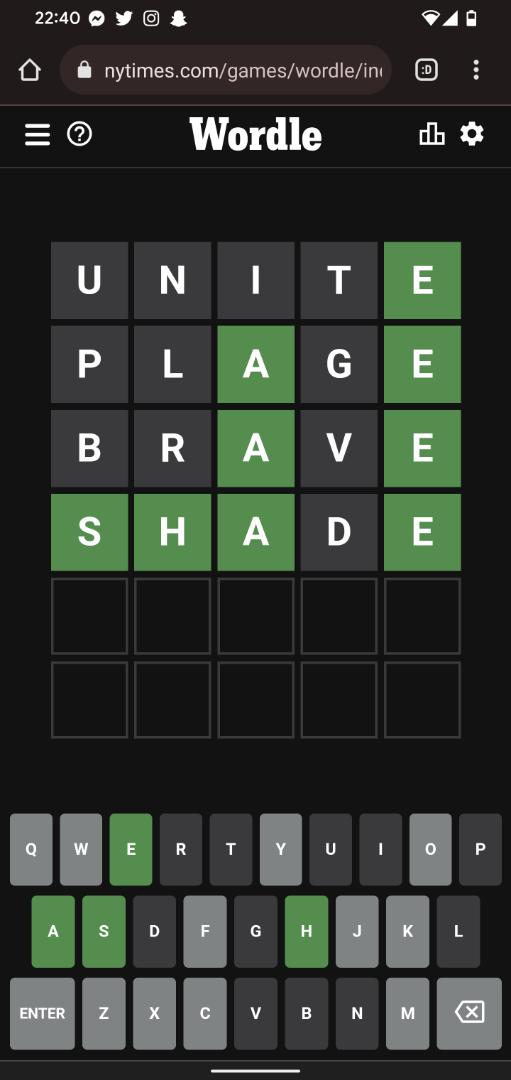 22:40
nytimes.com/games/wordle/in
:D
Wordle
U N I T E
P L A G E
B R A V E
S H A D E
Q W E R T Y U I O P
A S D F G H J K L
ENTER Z X C V B N M